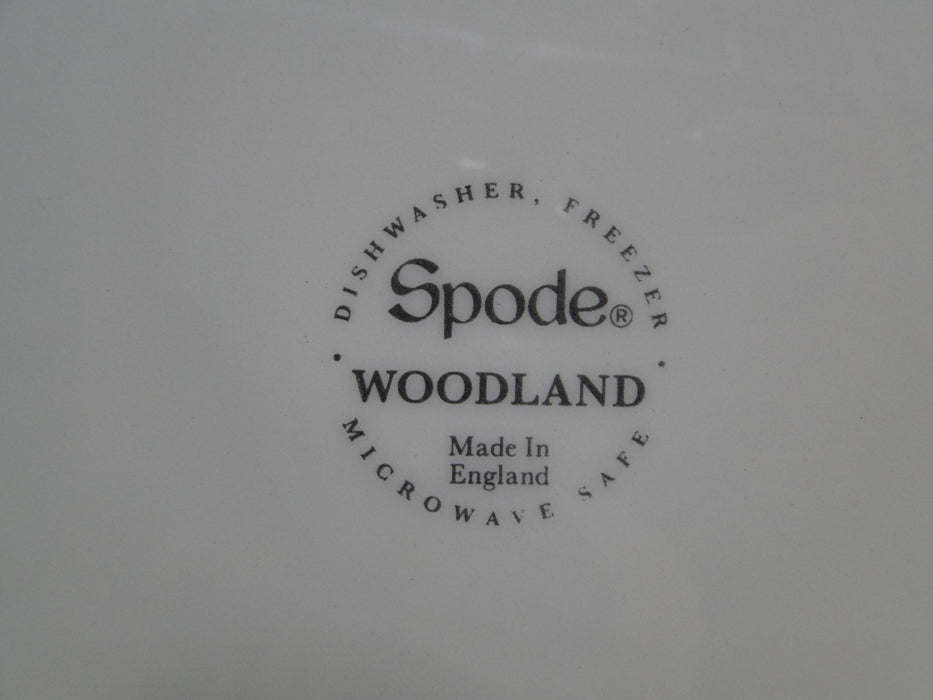 DISHWASHER, FREEZER
Spode®
WOODLAND
Made In
England
• MICROWAVE SAFE •